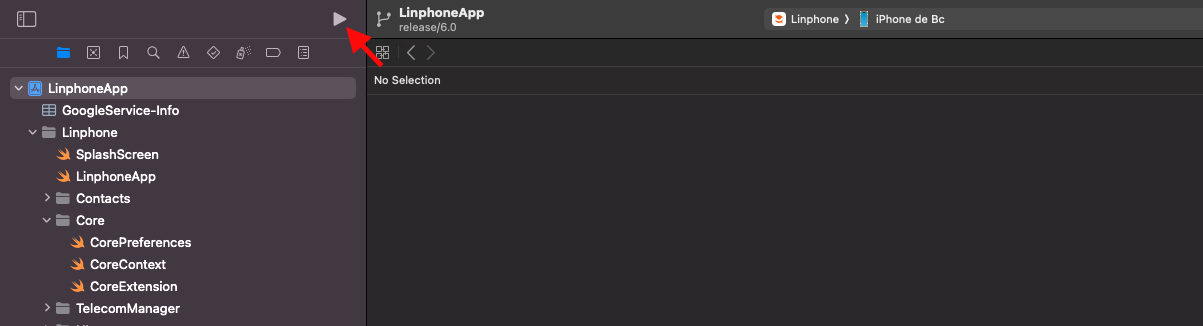 LinphoneApp
release/6.0
Linphone ⟩ iPhone de Bc
No Selection
LinphoneApp
GoogleService-Info
Linphone
SplashScreen
LinphoneApp
Contacts
Core
CorePreferences
CoreContext
CoreExtension
TelecomManager